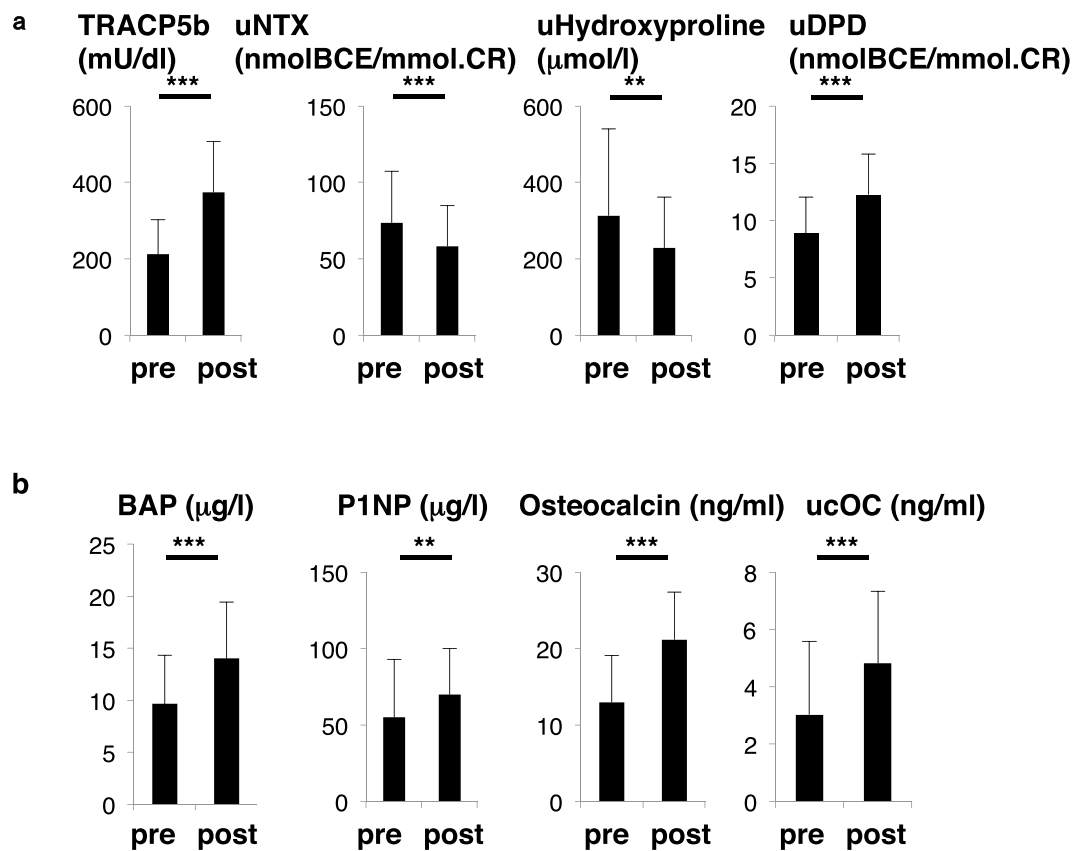 a
TRACP5b uNTX uHydroxyproline uDPD
(mU/dl) (nmolBCE/mmol.CR) (μmol/l) (nmolBCE/mmol.CR)
*** *** ** ***
600 150 600 20
400 100 400 15
200 50 200 10
0 0 0 5
0
pre post pre post pre post pre post
b
BAP (μg/l) P1NP (μg/l) Osteocalcin (ng/ml) ucOC (ng/ml)
*** ** *** ***
25 150 30 8
20 100 20 6
15 50 10 4
10 0 0 2
5 0
0
pre post pre post pre post pre post